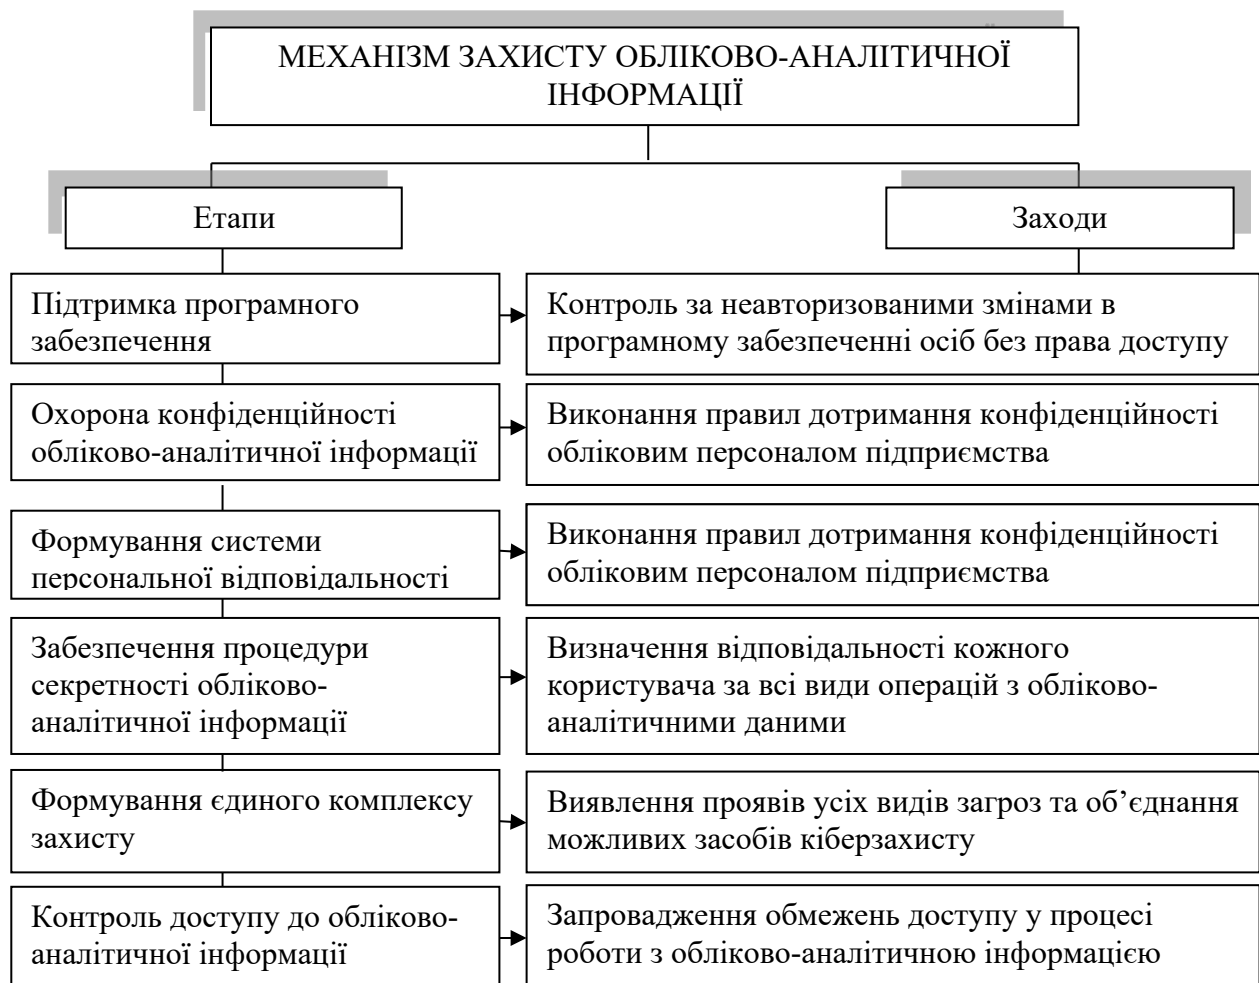 МЕХАНІЗМ ЗАХИСТУ ОБЛІКОВО-АНАЛІТИЧНОЇ
ІНФОРМАЦІЇ
Етапи
Заходи
Підтримка програмного
забезпечення
Контроль за неавторизованими змінами в
програмному забезпеченні осіб без права доступу
Охорона конфіденційності
обліково-аналітичної інформації
Виконання правил дотримання конфіденційності
обліковим персоналом підприємства
Формування системи
персональної відповідальності
Виконання правил дотримання конфіденційності
обліковим персоналом підприємства
Забезпечення процедури
секретності обліково-
аналітичної інформації
Визначення відповідальності кожного
користувача за всі види операцій з обліково-
аналітичними даними
Формування єдиного комплексу
захисту
Виявлення проявів усіх видів загроз та об’єднання
можливих засобів кіберзахисту
Контроль доступу до обліково-
аналітичної інформації
Запровадження обмежень доступу у процесі
роботи з обліково-аналітичною інформацією